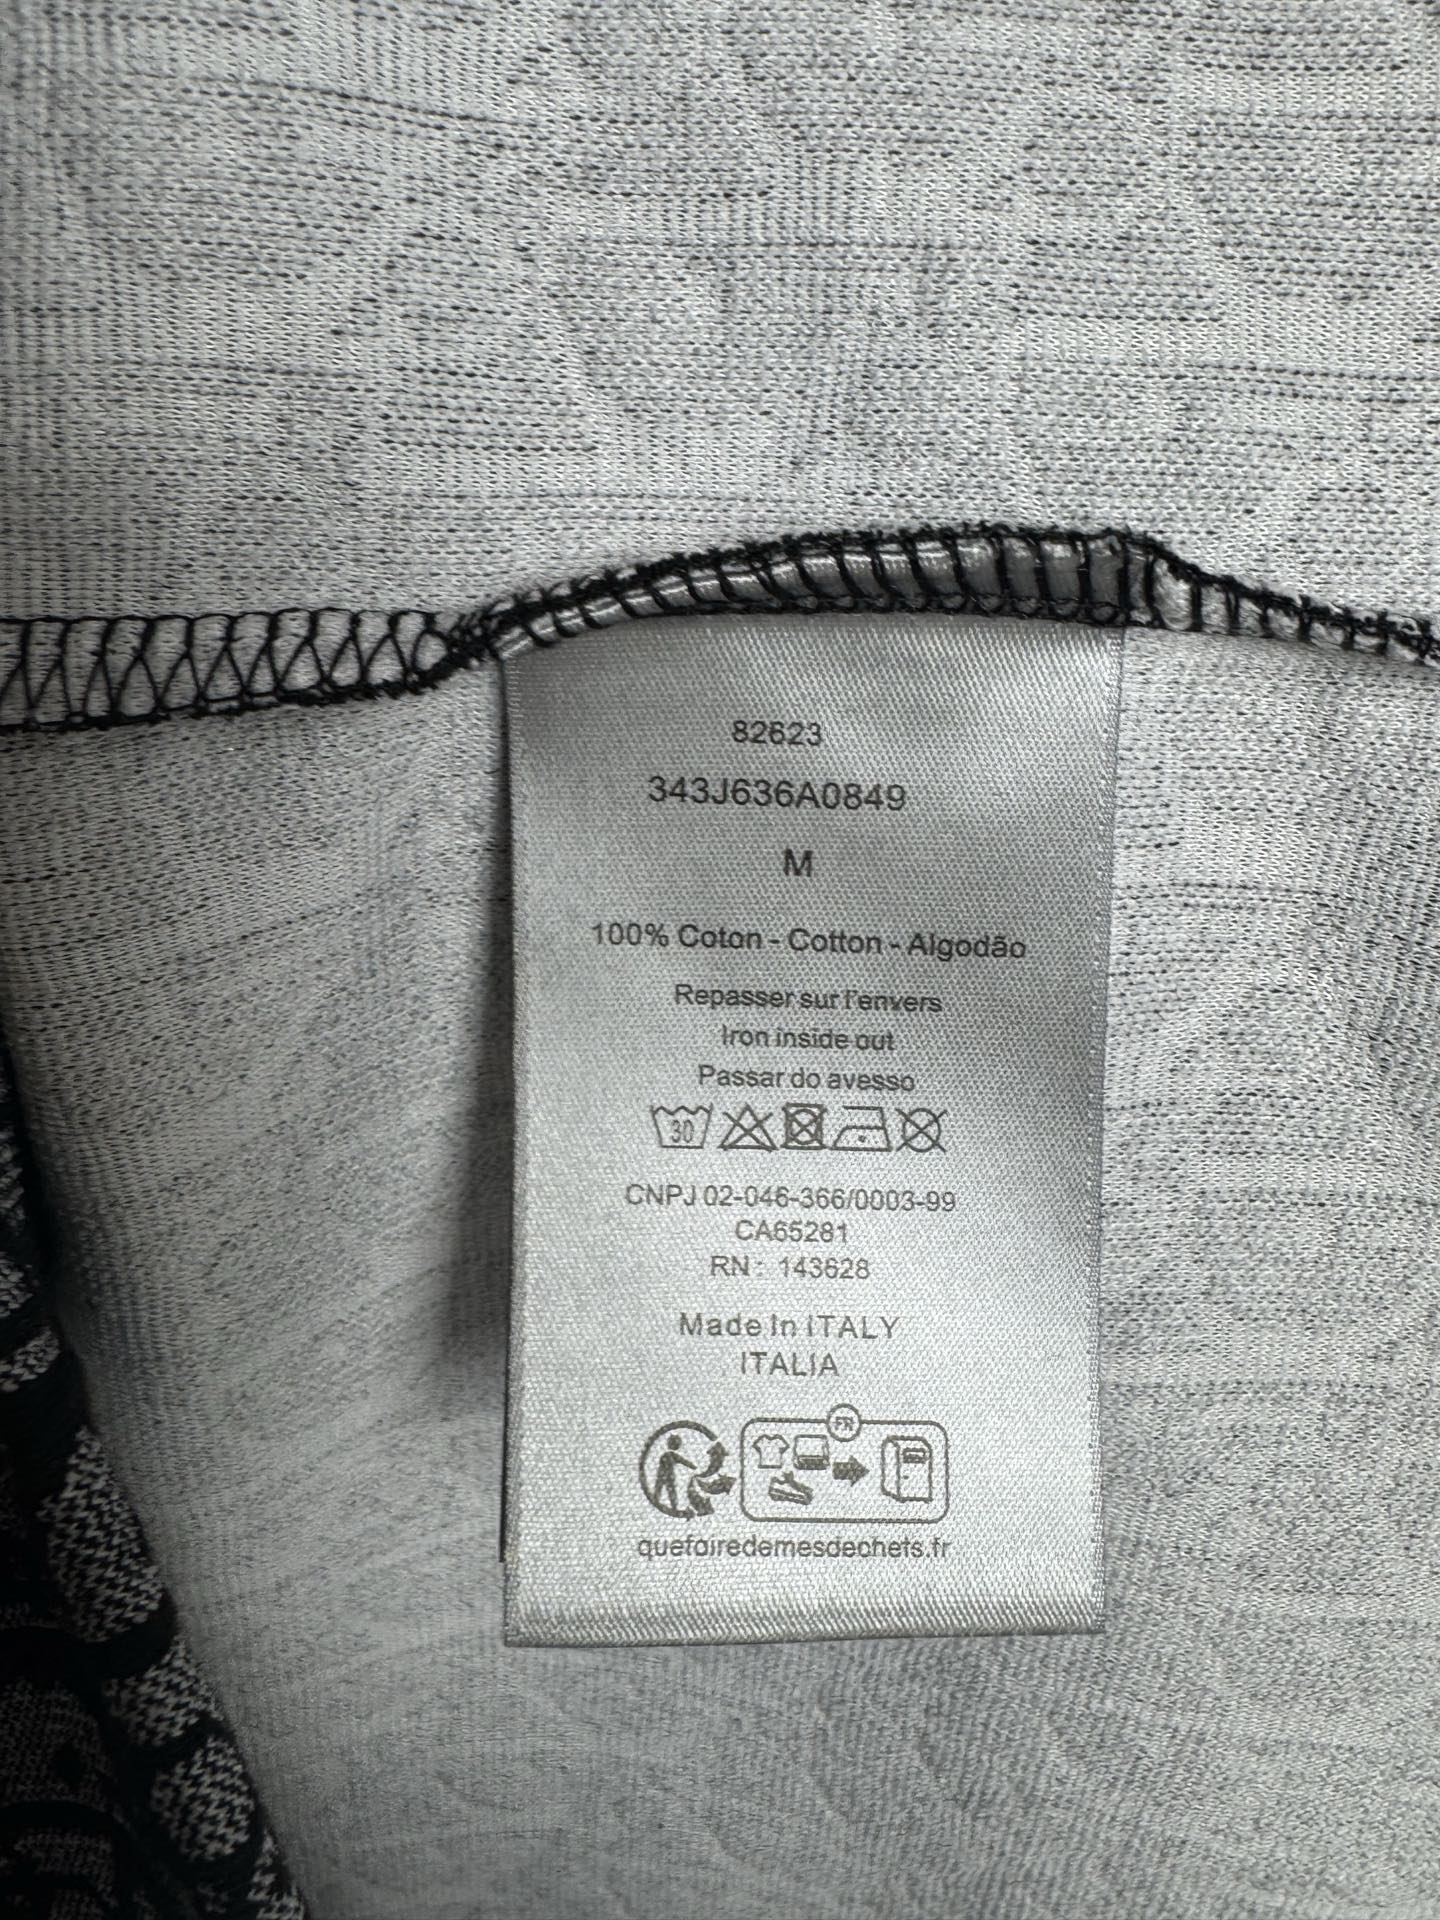 82623
343J636A0849
M
100% Coton - Cotton - Algodão
Repasser sur l'envers
Iron inside out
Passar do avesso
30
CNPJ 02-046-366/0003-99
CA65281
RN : 143628
Made In ITALY
ITALIA
FR
quefairedemesdechets.fr